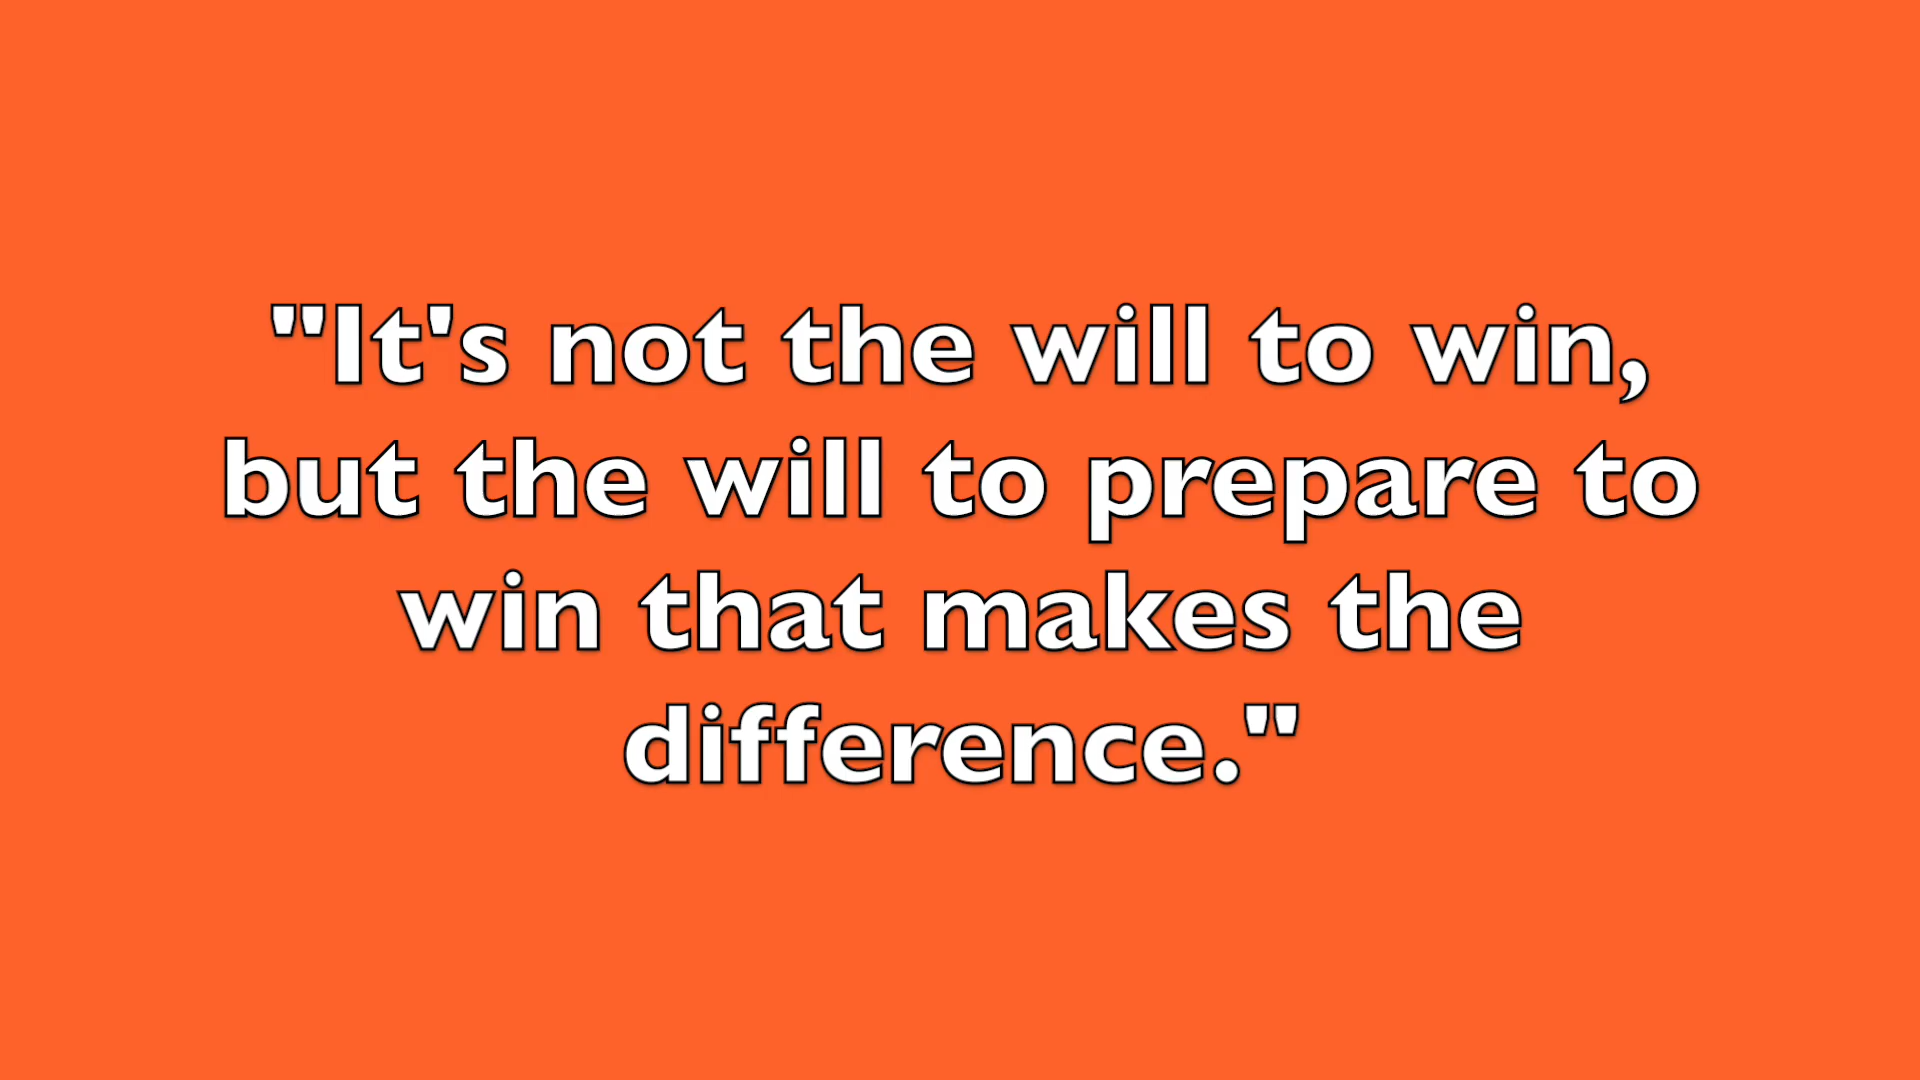 "It's not the will to win,
but the will to prepare to
win that makes the
difference."